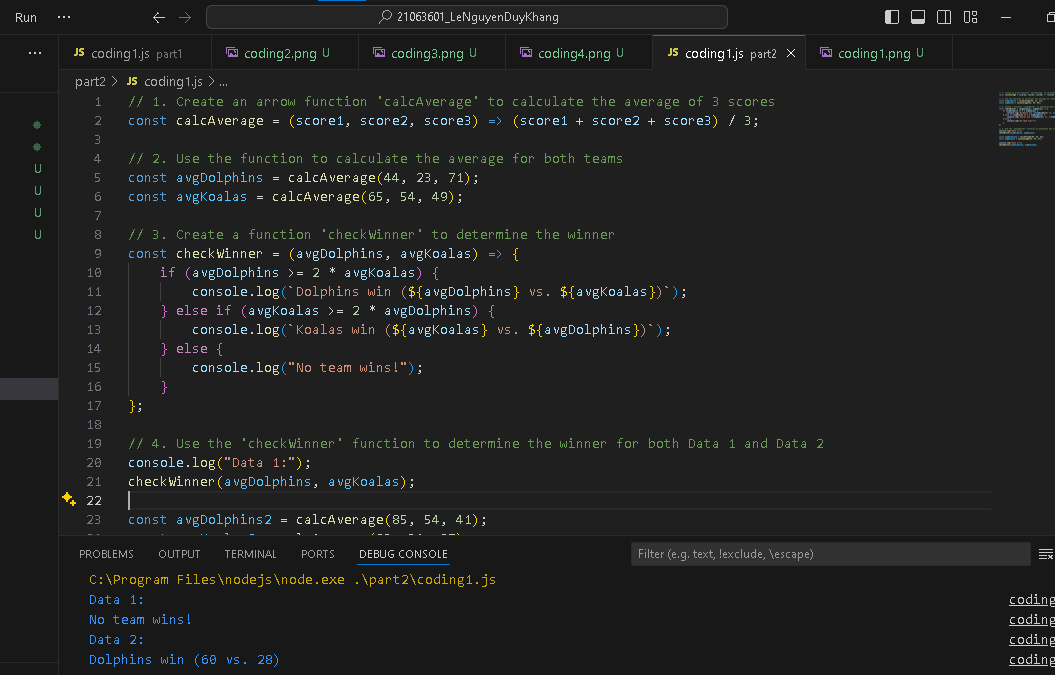 Run ···
← → 21063601_LeNguyenDuyKhang
··· JS coding1.js part1 coding2.png U coding3.png U coding4.png U JS coding1.js part2 × coding1.png U
part2 > JS coding1.js > ...
1 // 1. Create an arrow function 'calcAverage' to calculate the average of 3 scores
2 const calcAverage = (score1, score2, score3) => (score1 + score2 + score3) / 3;
3
4 // 2. Use the function to calculate the average for both teams
U
5 const avgDolphins = calcAverage(44, 23, 71);
U
6 const avgKoalas = calcAverage(65, 54, 49);
U
7
U
8 // 3. Create a function 'checkWinner' to determine the winner
9 const checkWinner = (avgDolphins, avgKoalas) => {
10 if (avgDolphins >= 2 * avgKoalas) {
11 console.log(`Dolphins win (${avgDolphins} vs. ${avgKoalas})`);
12 } else if (avgKoalas >= 2 * avgDolphins) {
13 console.log(`Koalas win (${avgKoalas} vs. ${avgDolphins})`);
14 } else {
15 console.log("No team wins!");
16 }
17 };
18
19 // 4. Use the 'checkWinner' function to determine the winner for both Data 1 and Data 2
20 console.log("Data 1:");
21 checkWinner(avgDolphins, avgKoalas);
22
23 const avgDolphins2 = calcAverage(85, 54, 41);
PROBLEMS OUTPUT TERMINAL PORTS DEBUG CONSOLE Filter (e.g. text, !exclude, \escape)
C:\Program Files\nodejs\node.exe .\part2\coding1.js
Data 1: coding
No team wins! coding
Data 2: coding
Dolphins win (60 vs. 28) coding